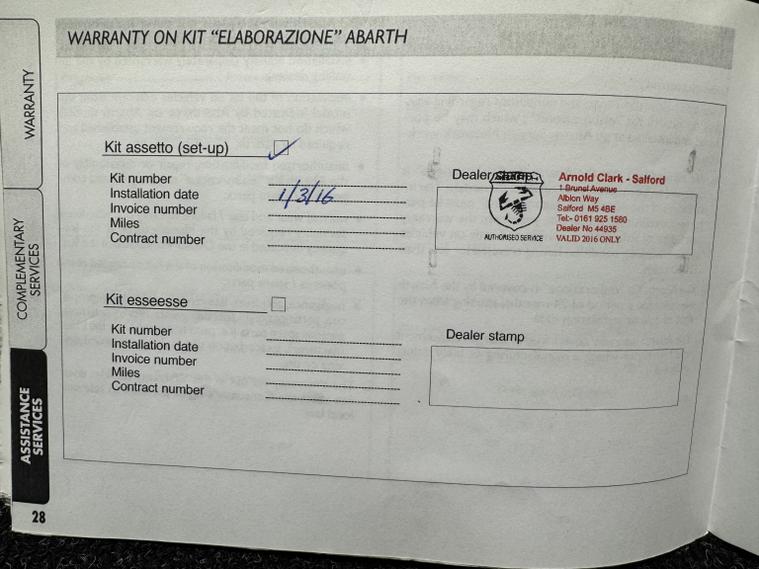 WARRANTY ON KIT “ELABORAZIONE” ABARTH
WARRANTY
COMPLEMENTARY
SERVICES
ASSISTANCE
SERVICES
Kit assetto (set-up)
Kit number
Installation date 1/3/16
Invoice number
Miles
Contract number
Dealer stamp
AUTHORISED SERVICE
Arnold Clark - Salford
1 Brunel Avenue
Albion Way
Salford M5 4BE
Tel:- 0161 925 1580
Dealer No 44935
VALID 2016 ONLY
Kit esseesse
Kit number
Installation date
Invoice number
Miles
Contract number
Dealer stamp
28